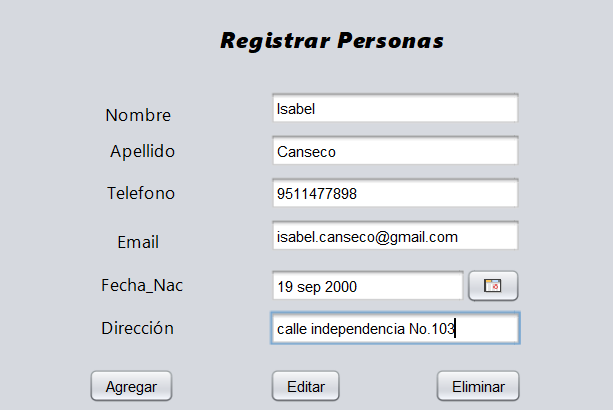 Registrar Personas
Nombre Isabel
Apellido Canseco
Telefono 9511477898
Email isabel.canseco@gmail.com
Fecha_Nac 19 sep 2000
Dirección calle independencia No.103
Agregar Editar Eliminar